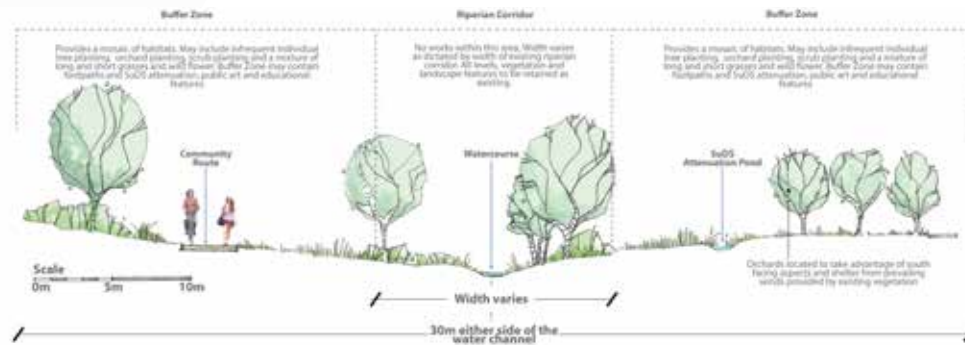 Buffer Zone
Riparian Corridor
Buffer Zone
Provides a mosaic of habitats. May include infrequent individual
tree planting, orchard planting, scrub planting and a mixture of
long and short grasses and wild flower. Buffer Zone may contain
footpaths and SuDS attenuation, public art and educational
features
No works within this area. Width varies
as dictated by width of existing riparian
corridor. All levels, vegetation and
landscape features to be retained as
existing.
Provides a mosaic of habitats. May include infrequent individual
tree planting, orchard planting, scrub planting and a mixture of
long and short grasses and wild flower. Buffer Zone may contain
footpaths and SuDS attenuation, public art and educational
features
Community
Route
Watercourse
SuDS
Attenuation Pond
Scale
0m 5m 10m
Orchards located to take advantage of south
facing aspects and shelter from prevailing
winds provided by existing vegetation
Width varies
30m either side of the
water channel